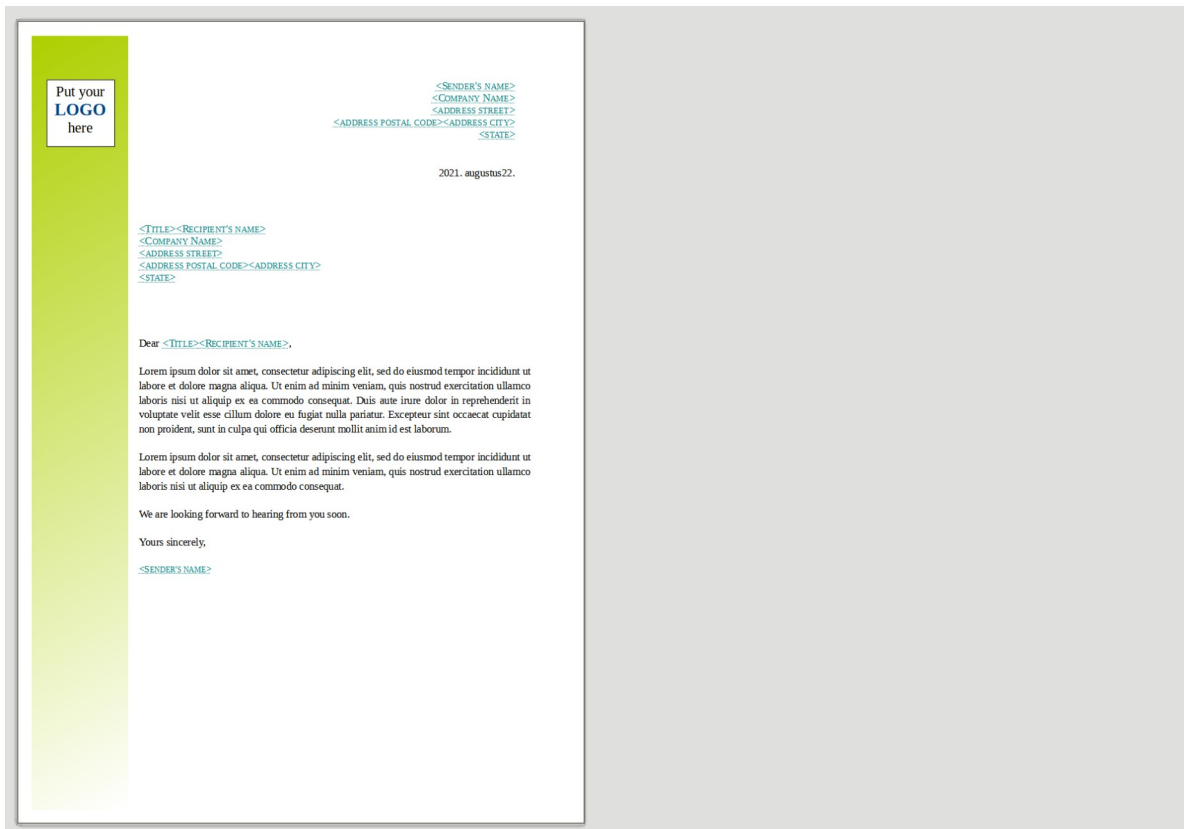 Put your
LOGO
here
<SENDER'S NAME>
<COMPANY NAME>
<ADDRESS STREET>
<ADDRESS POSTAL CODE><ADDRESS CITY>
<STATE>
2021. augustus22.
<TITLE><RECIPIENT'S NAME>
<COMPANY NAME>
<ADDRESS STREET>
<ADDRESS POSTAL CODE><ADDRESS CITY>
<STATE>
Dear <TITLE><RECIPIENT'S NAME>,
Lorem ipsum dolor sit amet, consectetur adipiscing elit, sed do eiusmod tempor incididunt ut
labore et dolore magna aliqua. Ut enim ad minim veniam, quis nostrud exercitation ullamco
laboris nisi ut aliquip ex ea commodo consequat. Duis aute irure dolor in reprehenderit in
voluptate velit esse cillum dolore eu fugiat nulla pariatur. Excepteur sint occaecat cupidatat
non proident, sunt in culpa qui officia deserunt mollit anim id est laborum.
Lorem ipsum dolor sit amet, consectetur adipiscing elit, sed do eiusmod tempor incididunt ut
labore et dolore magna aliqua. Ut enim ad minim veniam, quis nostrud exercitation ullamco
laboris nisi ut aliquip ex ea commodo consequat.
We are looking forward to hearing from you soon.
Yours sincerely,
<SENDER'S NAME>